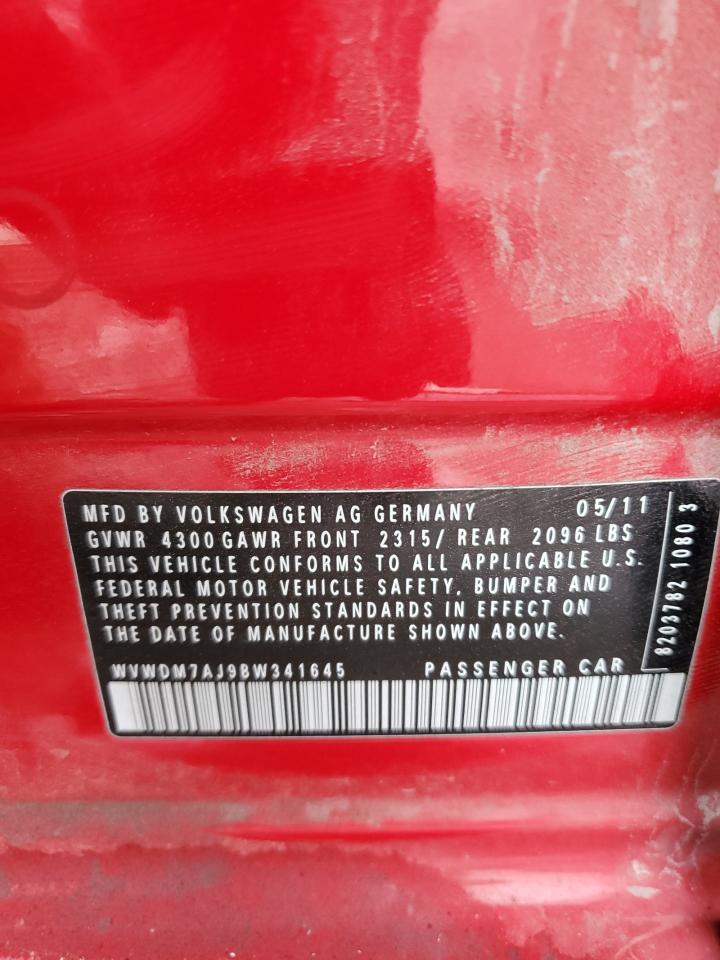 MFD BY VOLKSWAGEN AG GERMANY 05/11
GVWR 4300 GAWR FRONT 2315/ REAR 2096 LBS
THIS VEHICLE CONFORMS TO ALL APPLICABLE U.S.
FEDERAL MOTOR VEHICLE SAFETY, BUMPER AND
THEFT PREVENTION STANDARDS IN EFFECT ON
THE DATE OF MANUFACTURE SHOWN ABOVE.
WVWDM7AJ9BW341645 PASSENGER CAR
8203782 1080 3